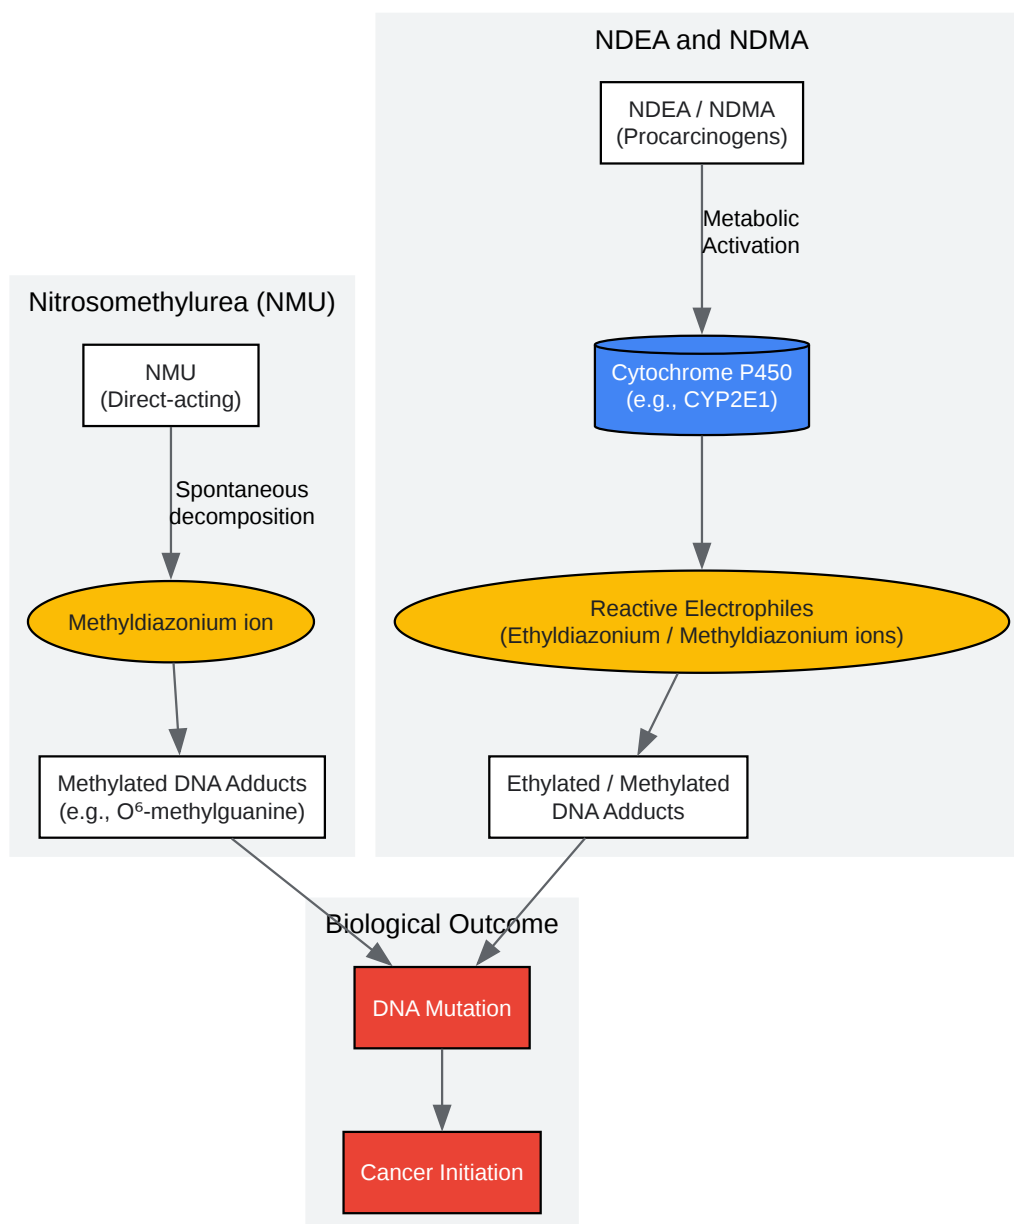 NDEA and NDMA
NDEA / NDMA
(Procarcinogens)
Metabolic
Activation
Cytochrome P450
(e.g., CYP2E1)
Reactive Electrophiles
(Ethyldiazonium / Methyldiazonium ions)
Ethylated / Methylated
DNA Adducts
Nitrosomethylurea (NMU)
NMU
(Direct-acting)
Spontaneous
decomposition
Methyldiazonium ion
Methylated DNA Adducts
(e.g., O⁶-methylguanine)
Biological Outcome
DNA Mutation
Cancer Initiation